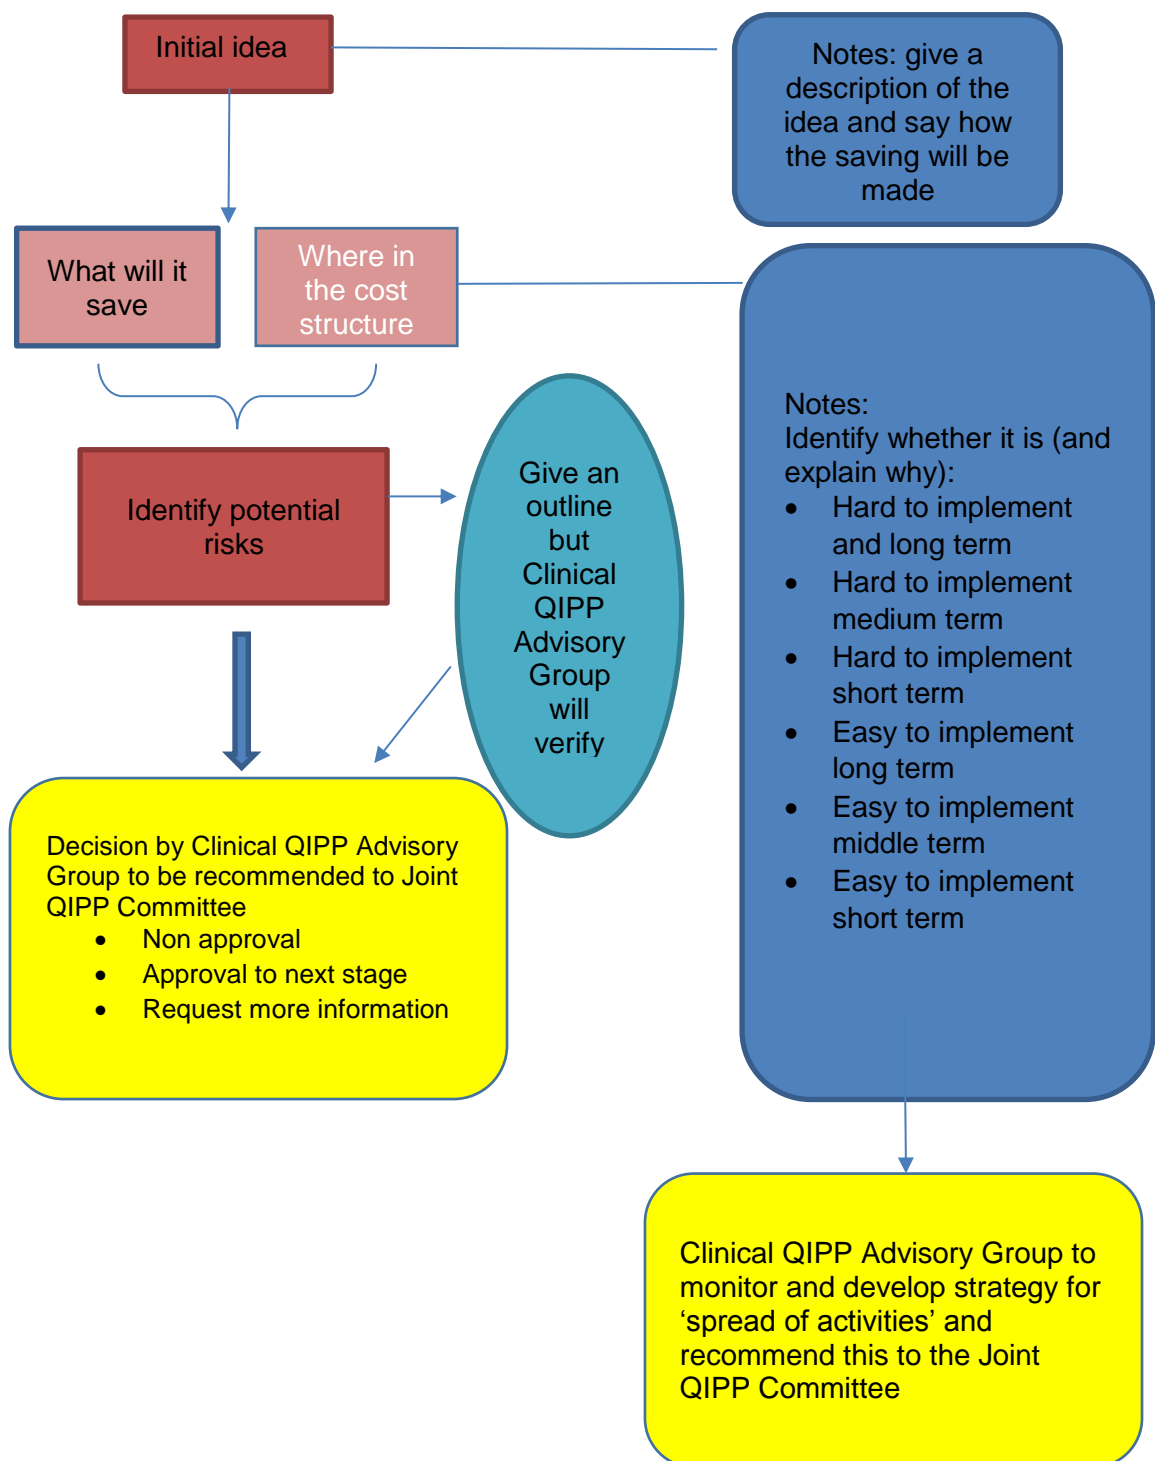 Initial idea
Notes: give a
description of the
idea and say how
the saving will be
made
What will it
save
Where in
the cost
structure
Identify potential
risks
Give an
outline
but
Clinical
QIPP
Advisory
Group
will
verify
Notes:
Identify whether it is (and
explain why):
• Hard to implement
and long term
• Hard to implement
medium term
• Hard to implement
short term
• Easy to implement
long term
• Easy to implement
middle term
• Easy to implement
short term
Decision by Clinical QIPP Advisory
Group to be recommended to Joint
QIPP Committee
• Non approval
• Approval to next stage
• Request more information
Clinical QIPP Advisory Group to
monitor and develop strategy for
‘spread of activities’ and
recommend this to the Joint
QIPP Committee